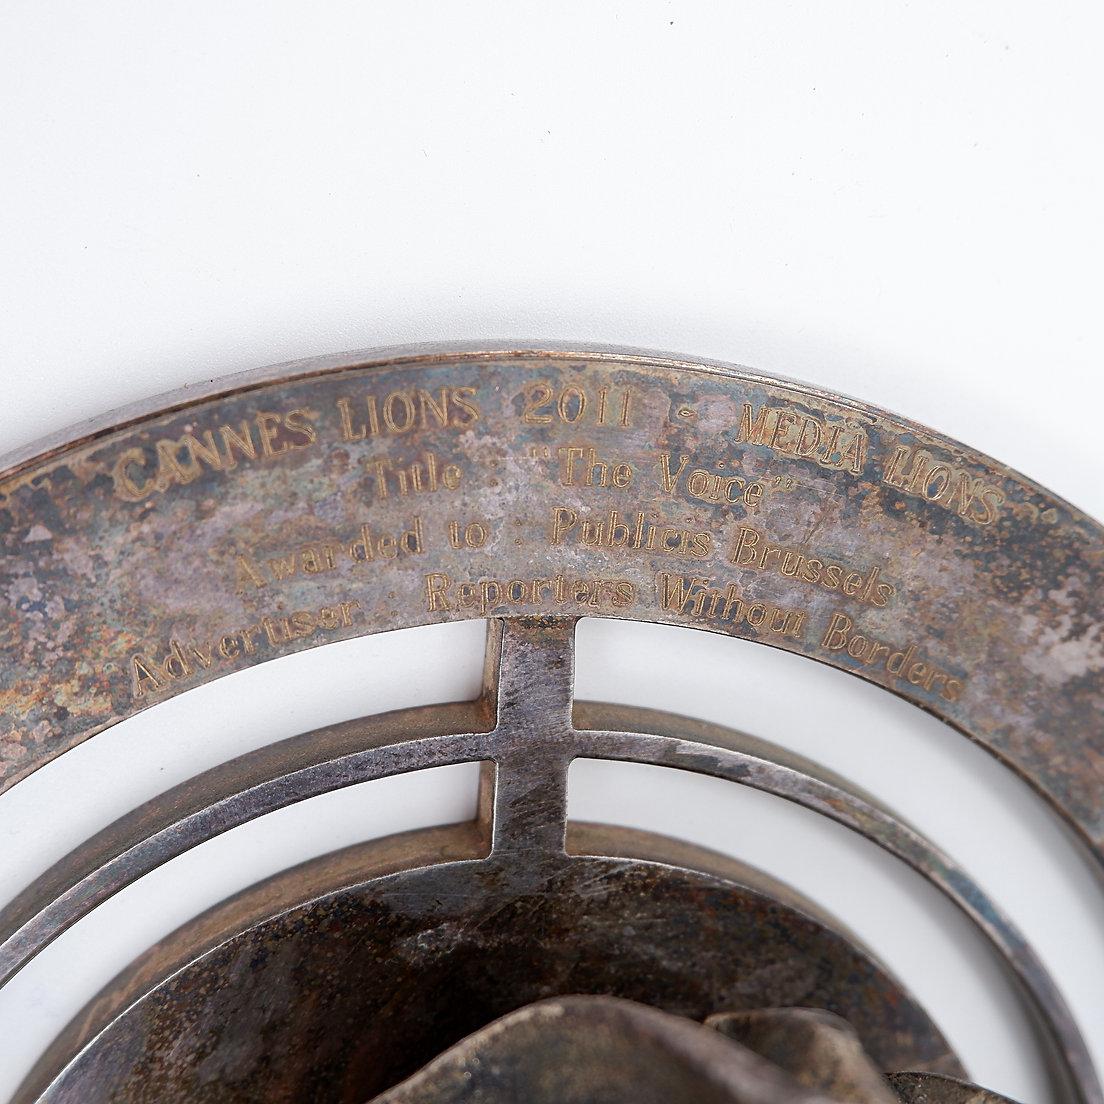 CANNES LIONS 2011 - MEDIA LIONS
Title : "The Voice"
Awarded to : Publicis Brussels
Advertiser : Reporters Without Borders